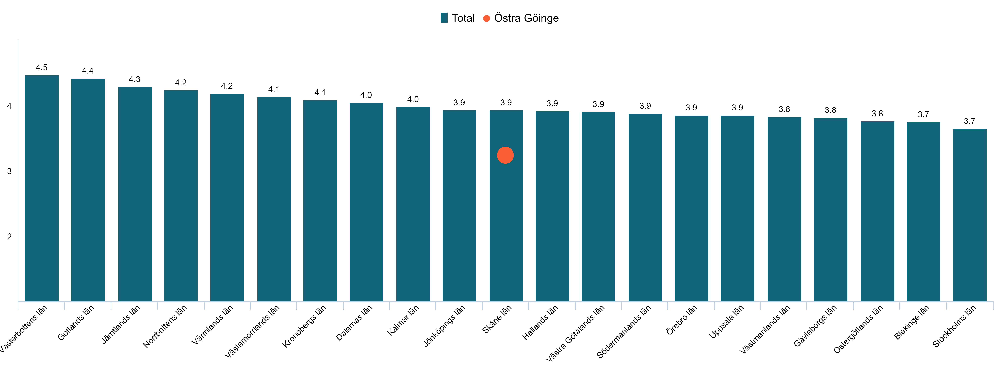 Total Östra Göinge
4.5 4.4 4.3 4.2 4.2 4.1 4.1 4.0 4.0 3.9 3.9 3.9 3.9 3.9 3.9 3.9 3.8 3.8 3.8 3.7 3.7
4
3
2
Västerbottens län
Gotlands län
Jämtlands län
Norrbottens län
Värmlands län
Västernorrlands län
Kronobergs län
Dalarnas län
Kalmar län
Jönköpings län
Skåne län
Hallands län
Västra Götalands län
Södermanlands län
Örebro län
Uppsala län
Västmanlands län
Gävleborgs län
Östergötlands län
Blekinge län
Stockholms län